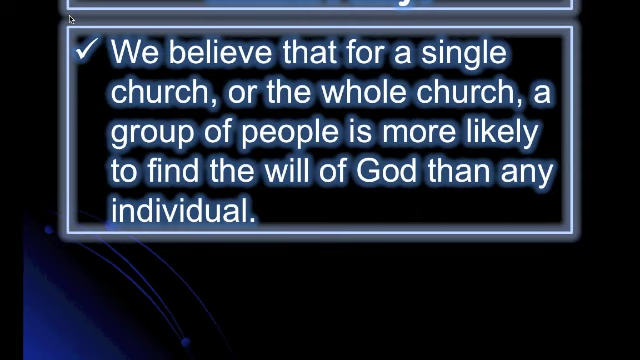 We believe that for a single
church, or the whole church, a
group of people is more likely
to find the will of God than any
individual.